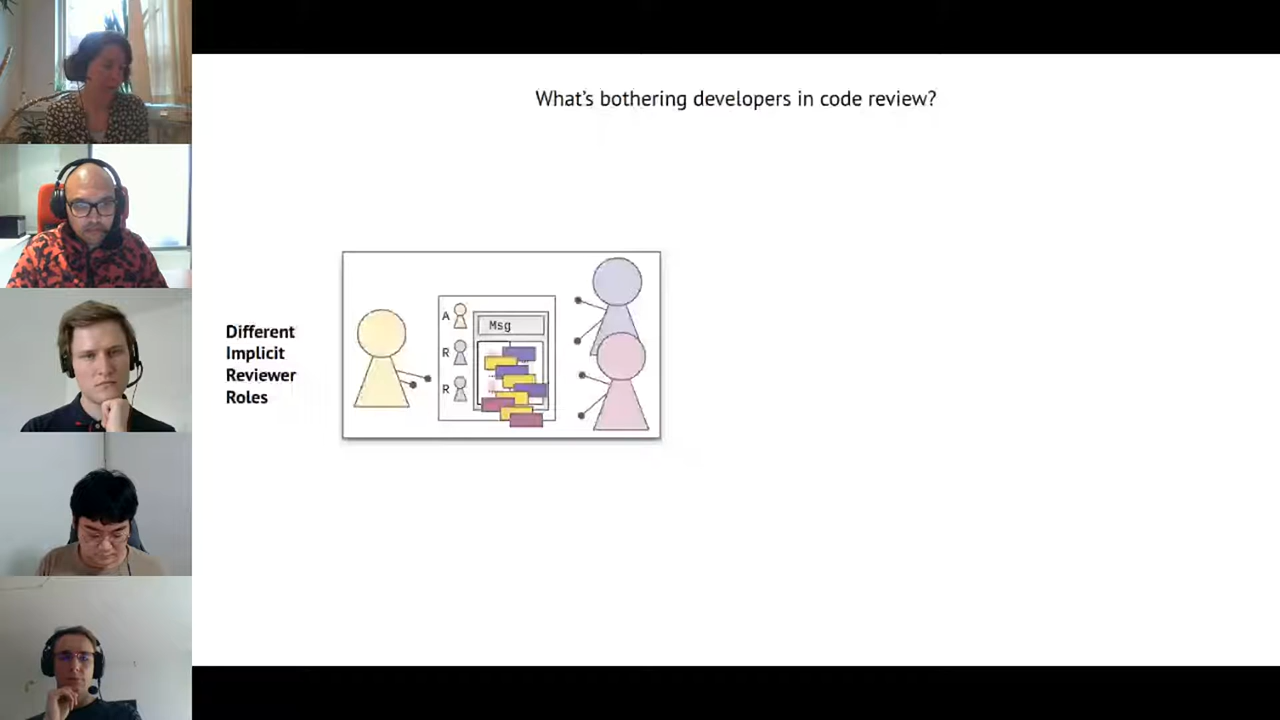 What's bothering developers in code review?
Different
Implicit
Reviewer
Roles
A
Msg
R
R